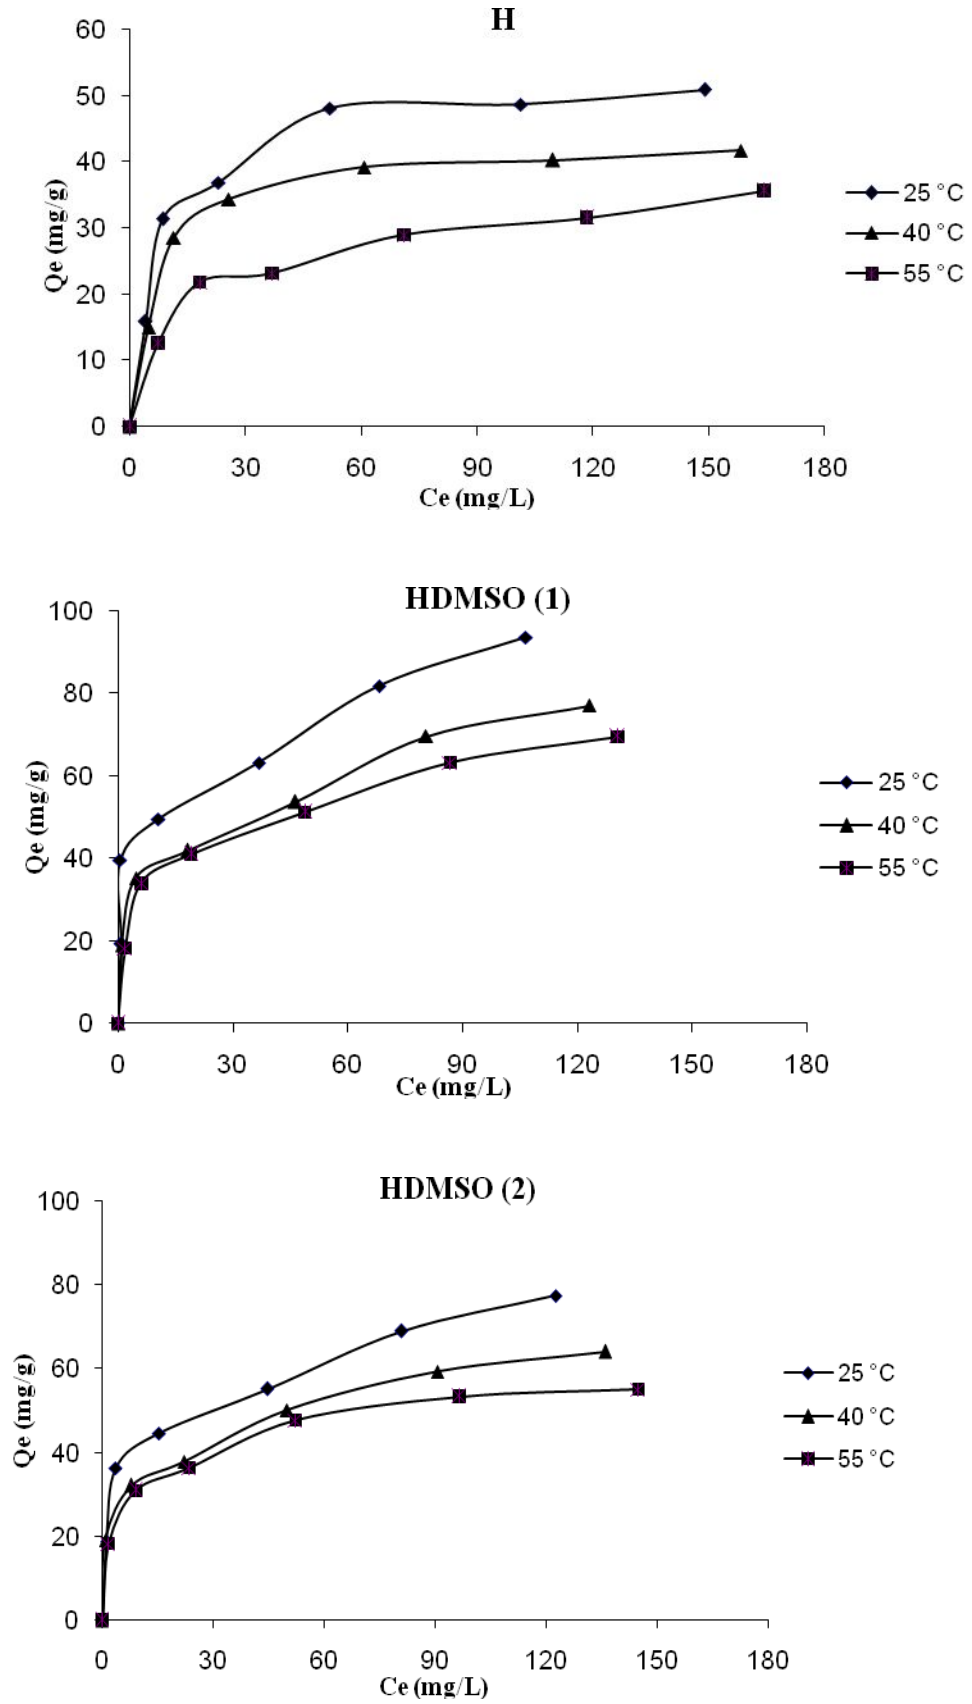 H
60
50
40
30
20
10
0
Qe (mg/g)
0 30 60 90 120 150 180
Ce (mg/L)
25 °C
40 °C
55 °C
HDMSO (1)
100
80
60
40
20
0
Qe (mg/g)
0 30 60 90 120 150 180
Ce (mg/L)
25 °C
40 °C
55 °C
HDMSO (2)
100
80
60
40
20
0
Qe (mg/g)
0 30 60 90 120 150 180
Ce (mg/L)
25 °C
40 °C
55 °C